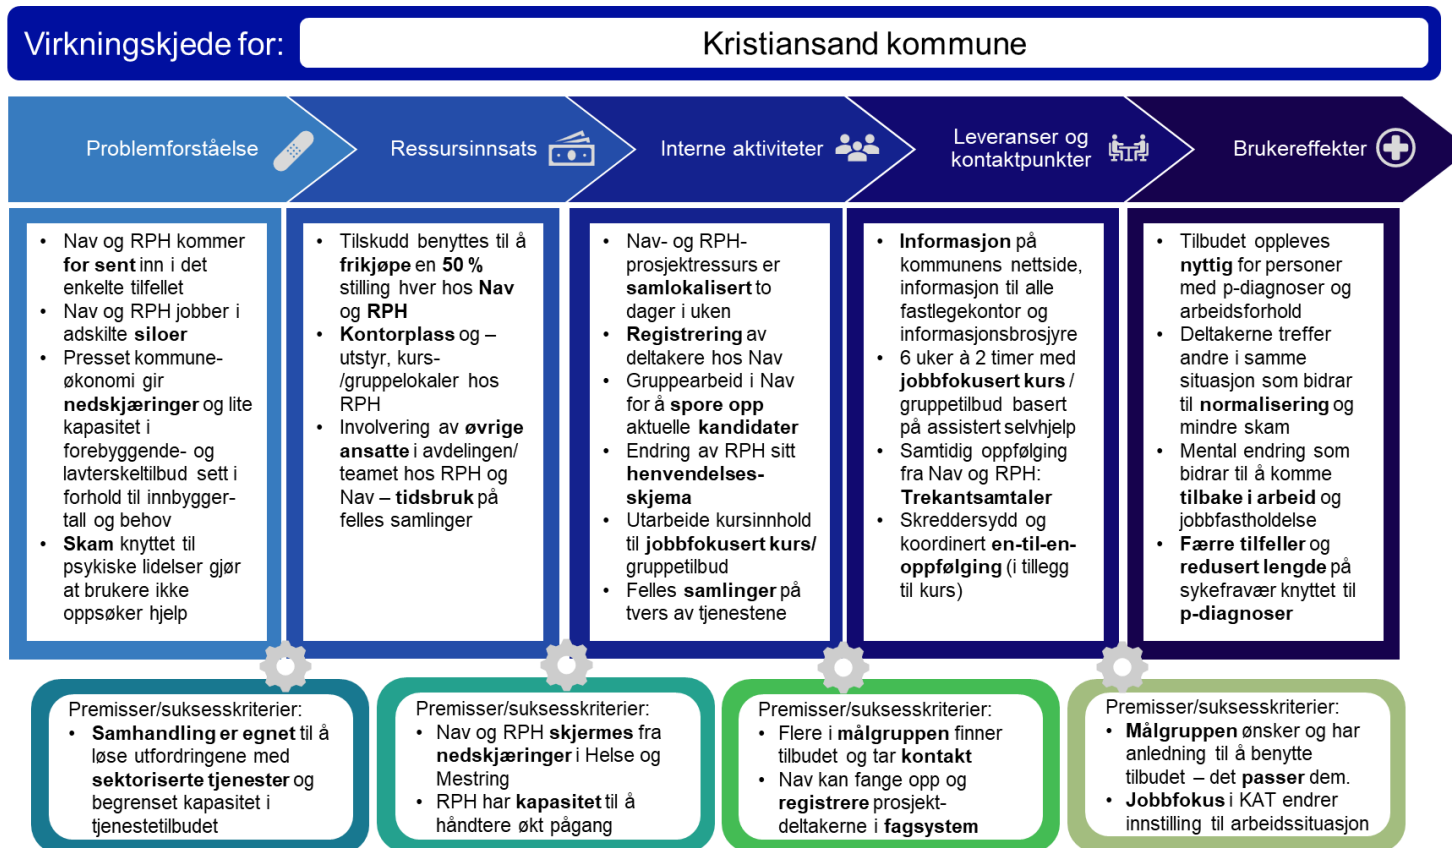 Virkningskjede for:
Kristiansand kommune
Problemforståelse
Ressursinnsats
Interne aktiviteter
Leveranser og
kontaktpunkter
Brukereffekter
• Nav og RPH kommer
for sent inn i det
enkelte tilfellet
• Nav og RPH jobber i
adskilte siloer
• Presset kommune-
økonomi gir
nedskjæringer og lite
kapasitet i
forebyggende- og
lavterskeltilbud sett i
forhold til innbygger-
tall og behov
• Skam knyttet til
psykiske lidelser gjør
at brukere ikke
oppsøker hjelp
• Tilskudd benyttes til å
frikjøpe en 50 %
stilling hver hos Nav
og RPH
• Kontorplass og –
utstyr, kurs-
/gruppelokaler hos
RPH
• Involvering av øvrige
ansatte i avdelingen/
teamet hos RPH og
Nav – tidsbruk på
felles samlinger
• Nav- og RPH-
prosjektressurs er
samlokalisert to
dager i uken
• Registrering av
deltakere hos Nav
• Gruppearbeid i Nav
for å spore opp
aktuelle kandidater
• Endring av RPH sitt
henvendelses-
skjema
• Utarbeide kursinnhold
til jobbfokusert kurs/
gruppetilbud
• Felles samlinger på
tvers av tjenestene
• Informasjon på
kommunens nettside,
informasjon til alle
fastlegekontor og
informasjonsbrosjyre
• 6 uker à 2 timer med
jobbfokusert kurs /
gruppetilbud basert
på assistert selvhjelp
• Samtidig oppfølging
fra Nav og RPH:
Trekantsamtaler
• Skreddersydd og
koordinert en-til-en-
oppfølging (i tillegg
til kurs)
• Tilbudet oppleves
nyttig for personer
med p-diagnoser og
arbeidsforhold
• Deltakerne treffer
andre i samme
situasjon som bidrar
til normalisering og
mindre skam
• Mental endring som
bidrar til å komme
tilbake i arbeid og
jobbfastholdelse
• Færre tilfeller og
redusert lengde på
sykefravær knyttet til
p-diagnoser
Premisser/suksesskriterier:
• Samhandling er egnet til å
løse utfordringene med
sektoriserte tjenester og
begrenset kapasitet i
tjenestetilbudet
Premisser/suksesskriterier:
• Nav og RPH skjermes fra
nedskjæringer i Helse og
Mestring
• RPH har kapasitet til å
håndtere økt pågang
Premisser/suksesskriterier:
• Flere i målgruppen finner
tilbudet og tar kontakt
• Nav kan fange opp og
registrere prosjekt-
deltakerne i fagsystem
Premisser/suksesskriterier:
• Målgruppen ønsker og har
anledning til å benytte
tilbudet – det passer dem.
• Jobbfokus i KAT endrer
innstilling til arbeidssituasjon